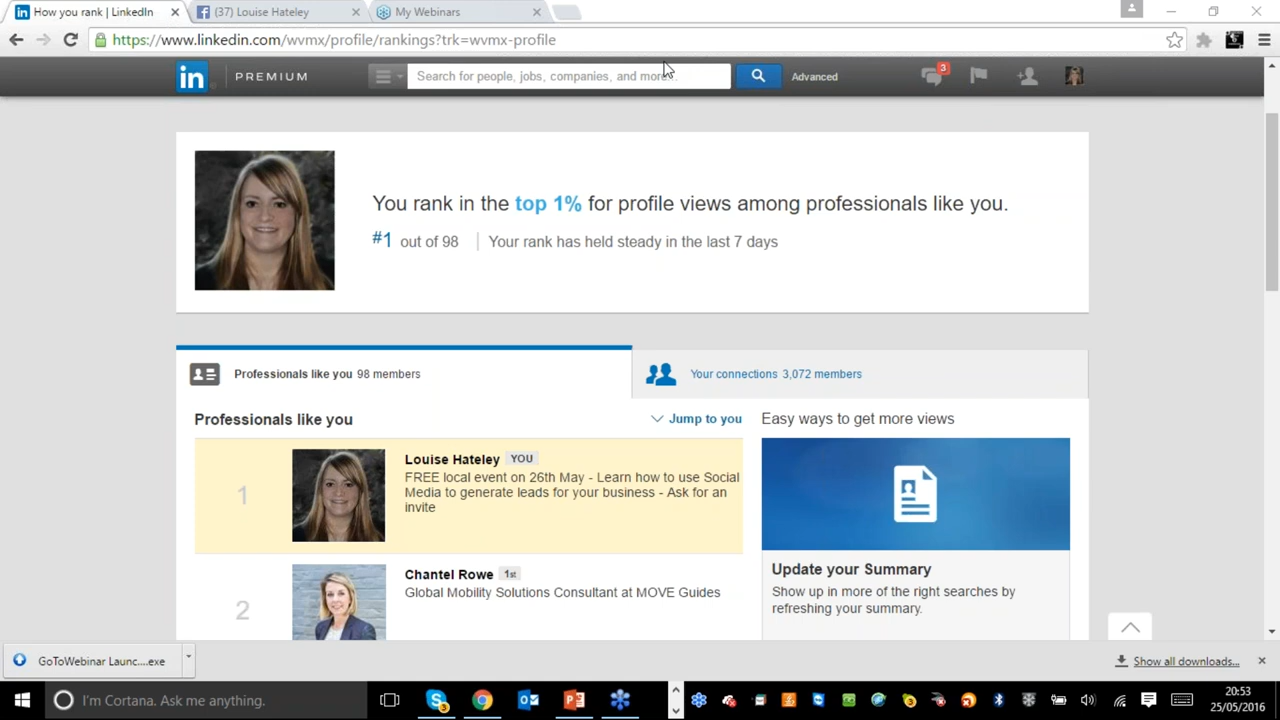 How you rank | LinkedIn
(37) Louise Hateley
My Webinars
https://www.linkedin.com/wvmx/profile/rankings?trk=wvmx-profile
in PREMIUM
Search for people, jobs, companies, and more...
Advanced
3
You rank in the top 1% for profile views among professionals like you.
#1 out of 98
Your rank has held steady in the last 7 days
Professionals like you 98 members
Your connections 3,072 members
Professionals like you
Jump to you
Easy ways to get more views
1
Louise Hateley YOU
FREE local event on 26th May - Learn how to use Social
Media to generate leads for your business - Ask for an
invite
2
Chantel Rowe 1st
Global Mobility Solutions Consultant at MOVE Guides
Update your Summary
Show up in more of the right searches by
refreshing your summary.
GoToWebinar Launc....exe
Show all downloads...
I'm Cortana. Ask me anything.
20:53
25/05/2016